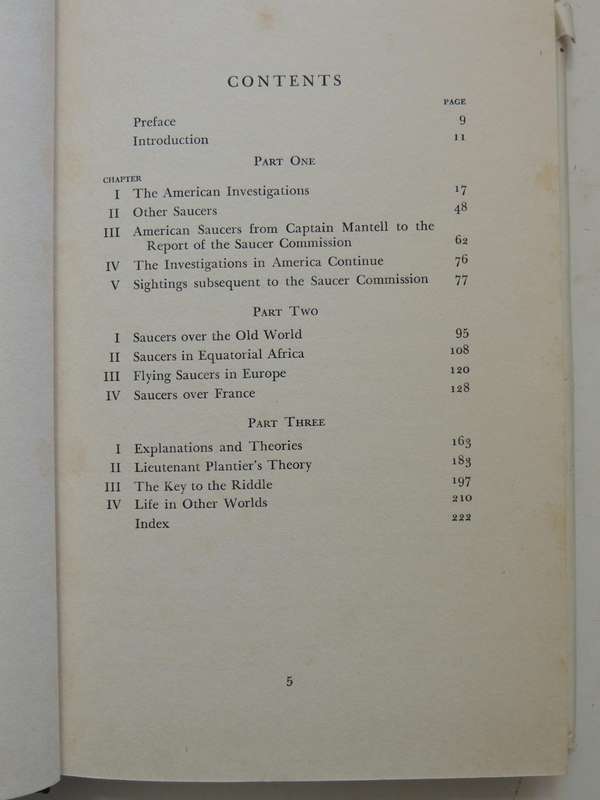 CONTENTS
PAGE
Preface 9
Introduction 11
PART ONE
CHAPTER
I The American Investigations 17
II Other Saucers 48
III American Saucers from Captain Mantell to the
Report of the Saucer Commission 62
IV The Investigations in America Continue 76
V Sightings subsequent to the Saucer Commission 77
PART TWO
I Saucers over the Old World 95
II Saucers in Equatorial Africa 108
III Flying Saucers in Europe 120
IV Saucers over France 128
PART THREE
I Explanations and Theories 163
II Lieutenant Plantier's Theory 183
III The Key to the Riddle 197
IV Life in Other Worlds 210
Index 222
5